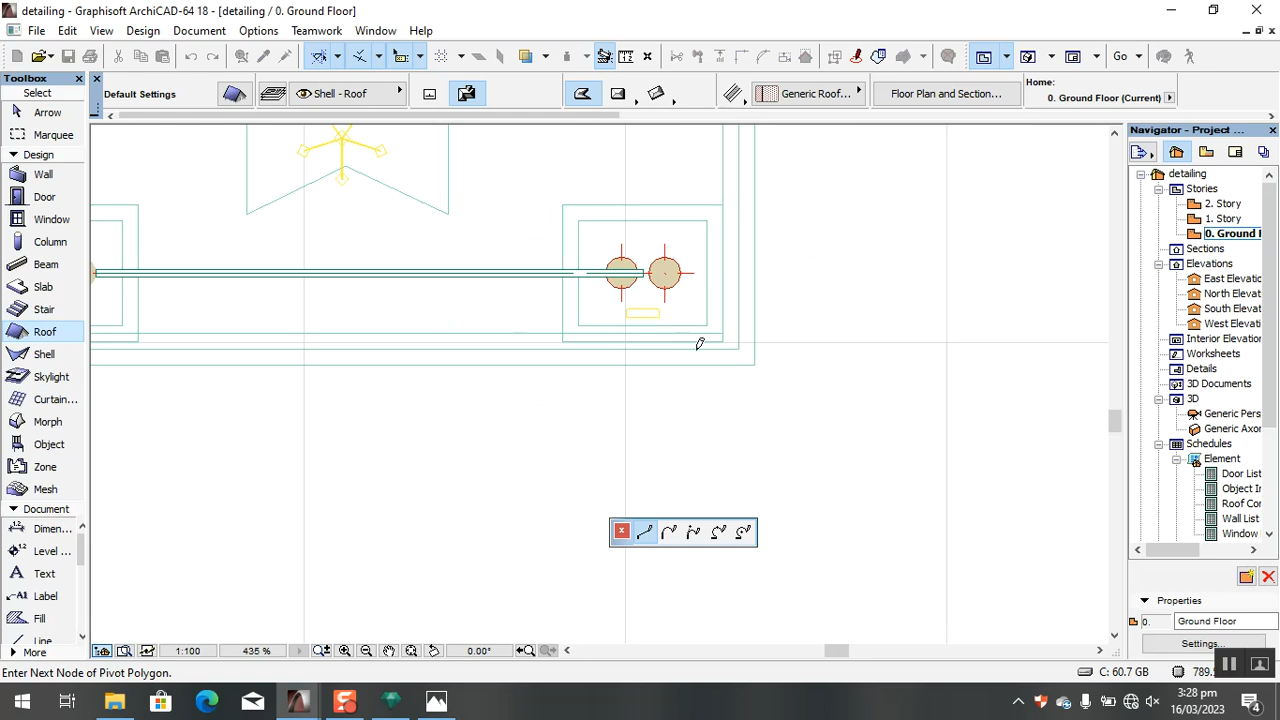 detailing - Graphisoft ArchiCAD-64 18 - [detailing / 0. Ground Floor]
File Edit View Design Document Options Teamwork Window Help
Go
Toolbox
Select
Arrow
Marquee
Design
Wall
Door
Window
Column
Beam
Slab
Stair
Roof
Shell
Skylight
Curtain...
Morph
Object
Zone
Mesh
Document
Dimen...
Level ...
Text
Label
Fill
Line
More
Default Settings
Shell - Roof
Generic Roof...
Floor Plan and Section...
Home:
0. Ground Floor (Current)
Navigator - Project ...
detailing
Stories
2. Story
1. Story
0. Ground F
Sections
Elevations
East Elevation
North Elevat
South Elevat
West Elevat
Interior Elevation
Worksheets
Details
3D Documents
3D
Generic Pers
Generic Axon
Schedules
Element
Door List
Object In
Roof Cor
Wall List
Window
Properties
0.
Ground Floor
Settings...
1:100
435 %
0.00°
Enter Next Node of Pivot Polygon.
C: 60.7 GB
789.
3:28 pm
16/03/2023
4